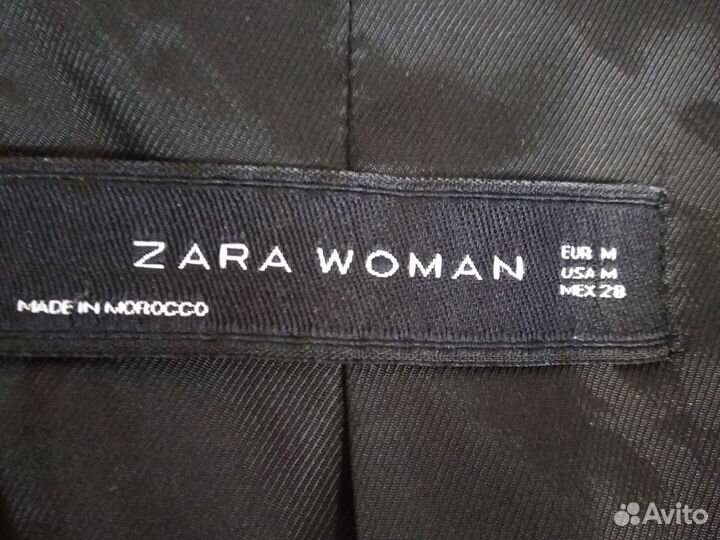 ZARA WOMAN
EUR M
USA M
MEX 28
MADE IN MOROCCO
Avito